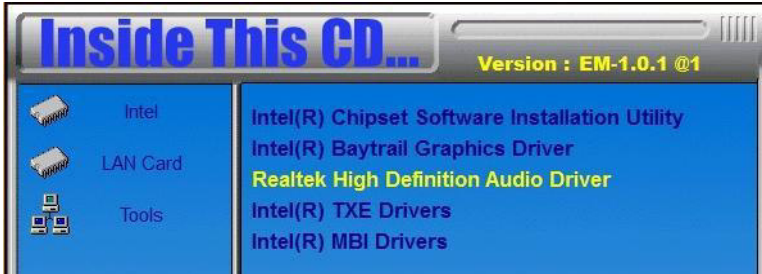 Inside This CD...
Version : EM-1.0.1 @1
Intel
LAN Card
Tools
Intel(R) Chipset Software Installation Utility
Intel(R) Baytrail Graphics Driver
Realtek High Definition Audio Driver
Intel(R) TXE Drivers
Intel(R) MBI Drivers